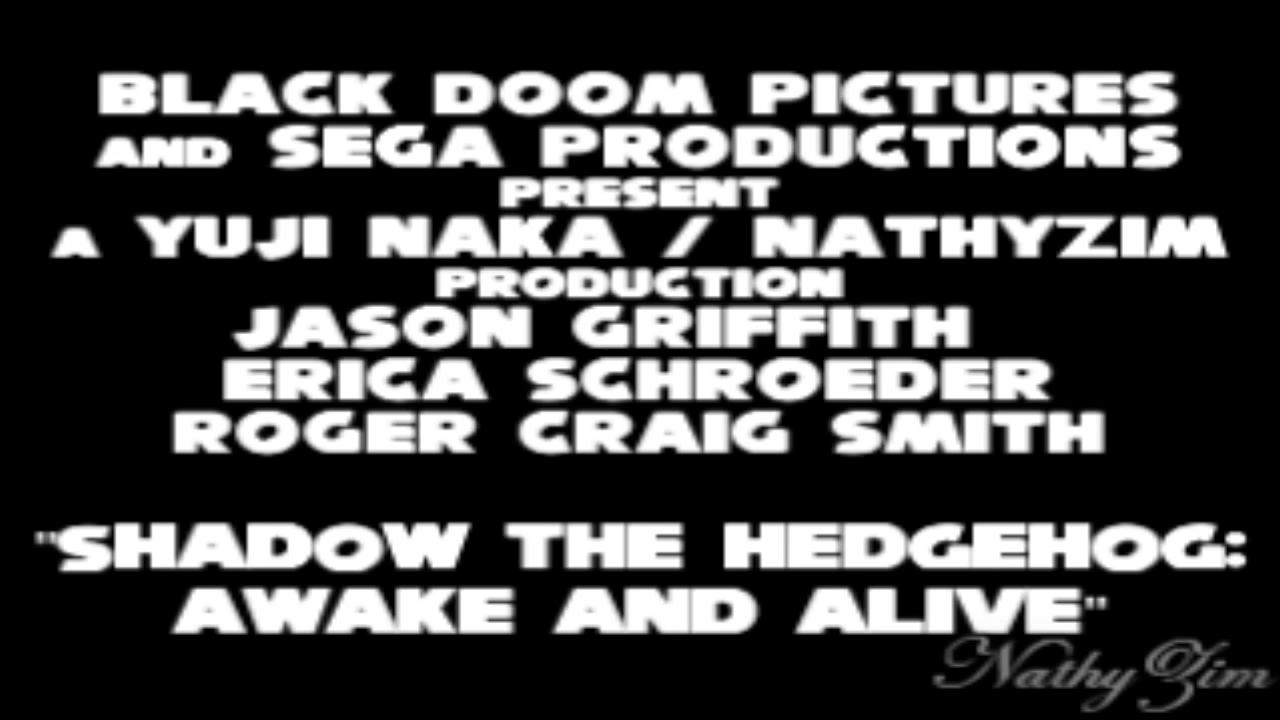 BLACK DOOM PICTURES
AND SEGA PRODUCTIONS
PRESENT
A YUJI NAKA / NATHYZIM
PRODUCTION
JASON GRIFFITH
ERICA SCHROEDER
ROGER CRAIG SMITH
"SHADOW THE HEDGEHOG:
AWAKE AND ALIVE"
NathyZim